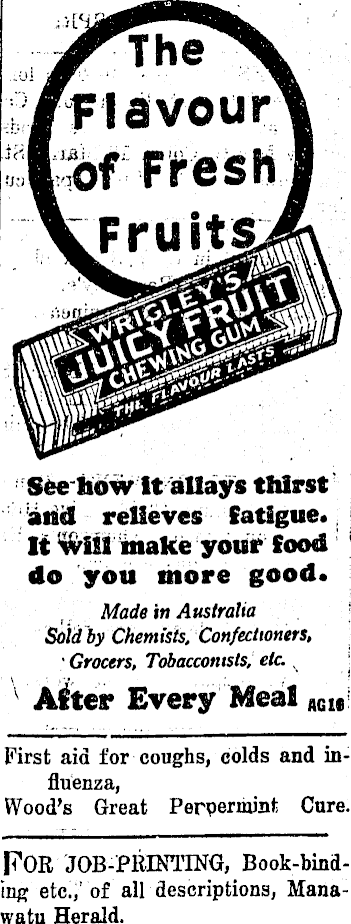 The
Flavour
of Fresh
Fruits
WRIGLEY'S
JUICY FRUIT
CHEWING GUM
THE FLAVOUR LASTS
See how it allays thirst
and relieves fatigue.
It will make your food
do you more good.
Made in Australia
Sold by Chemists, Confectioners,
Grocers, Tobacconists, etc.
After Every Meal AG16
First aid for coughs, colds and in-
fluenza,
Wood's Great Peppermint Cure.
FOR JOB-PRINTING, Book-bind-
ing etc., of all descriptions, Mana-
watu Herald.